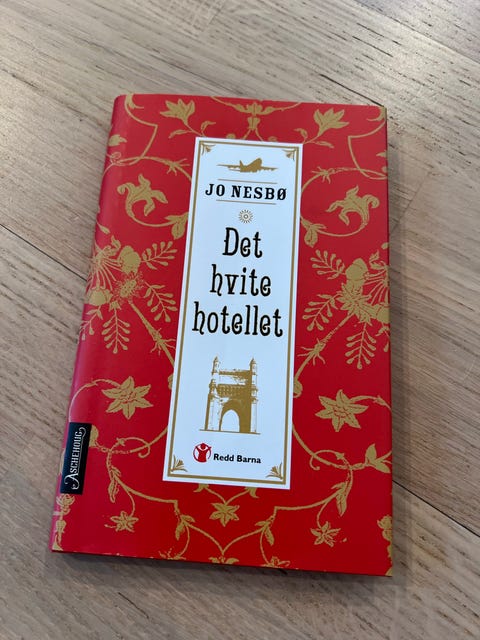 JO NESBØ
Det
hvite
hotellet
Redd Barna
ASCHEHOUG